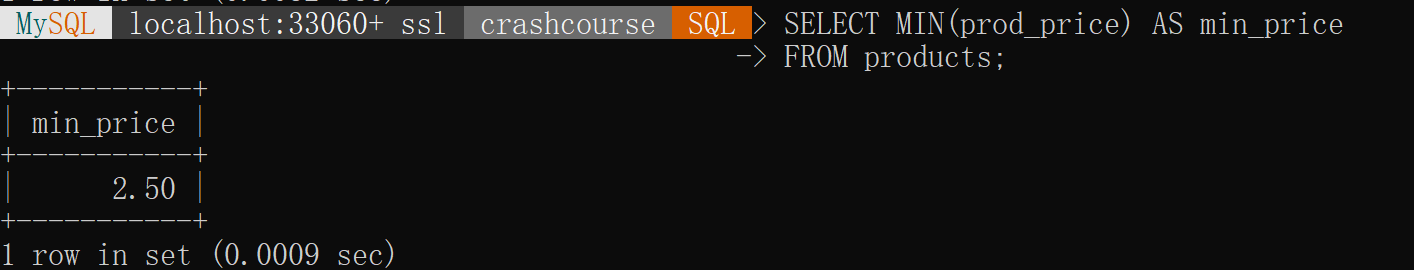 MySQL localhost:33060+ ssl crashcourse SQL > SELECT MIN(prod_price) AS min_price
-> FROM products;
+-----------+
| min_price |
+-----------+
|      2.50 |
+-----------+
1 row in set (0.0009 sec)